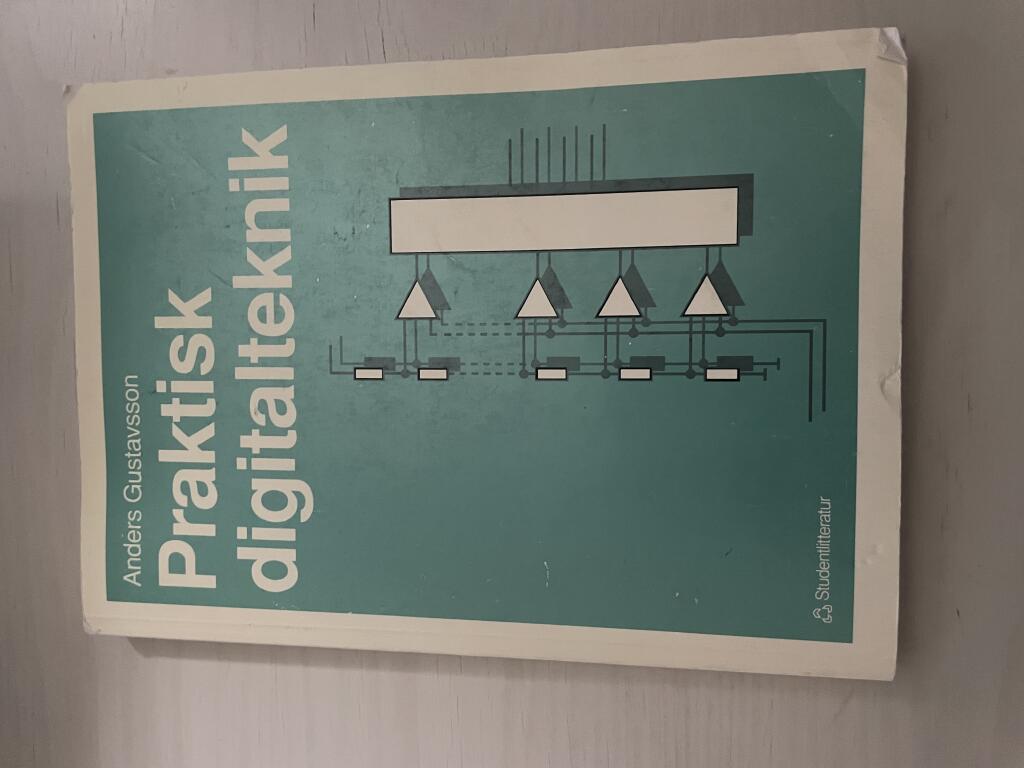 Anders Gustavsson
Praktisk
digitalteknik
Studentlitteratur